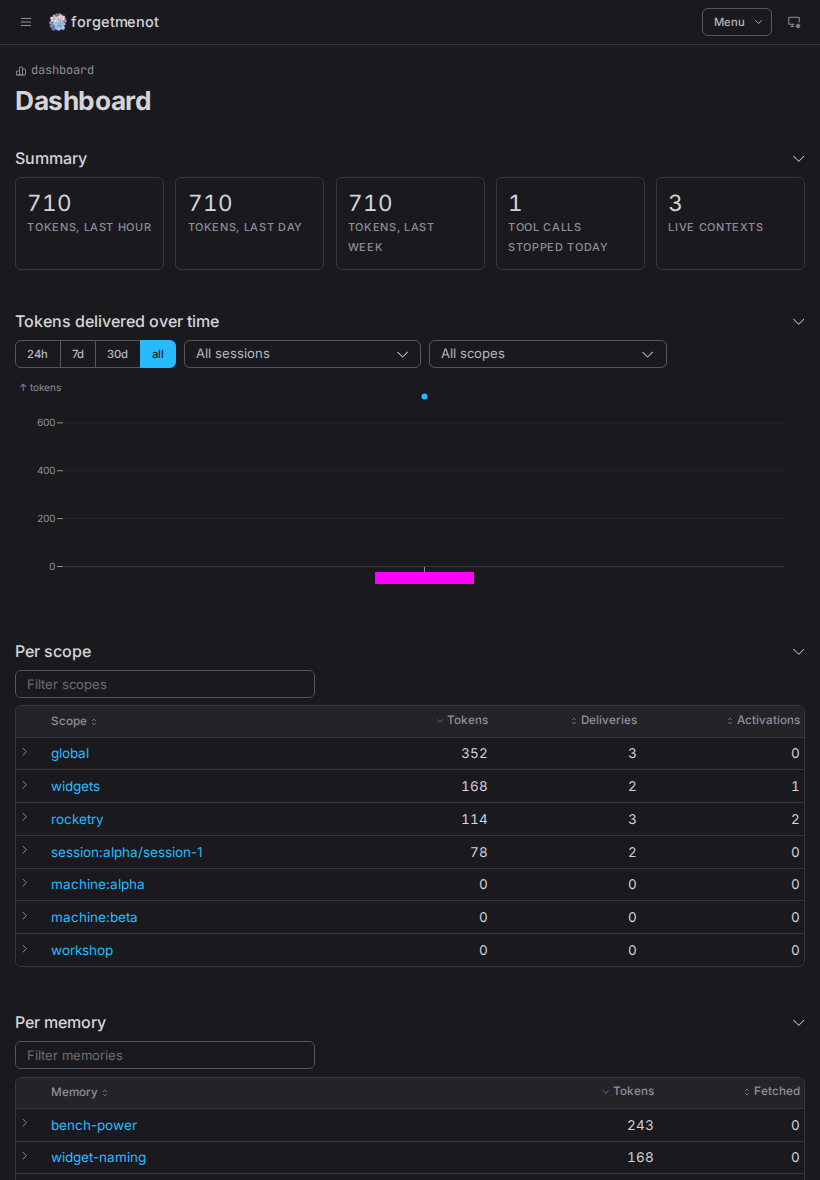 forgetmenot
Menu
dashboard
Dashboard
Summary
710
TOKENS, LAST HOUR
710
TOKENS, LAST DAY
710
TOKENS, LAST
WEEK
1
TOOL CALLS
STOPPED TODAY
3
LIVE CONTEXTS
Tokens delivered over time
24h 7d 30d all All sessions All scopes
↑ tokens
600
400
200
0
Per scope
Filter scopes
Scope Tokens Deliveries Activations
global 352 3 0
widgets 168 2 1
rocketry 114 3 2
session:alpha/session-1 78 2 0
machine:alpha 0 0 0
machine:beta 0 0 0
workshop 0 0 0
Per memory
Filter memories
Memory Tokens Fetched
bench-power 243 0
widget-naming 168 0